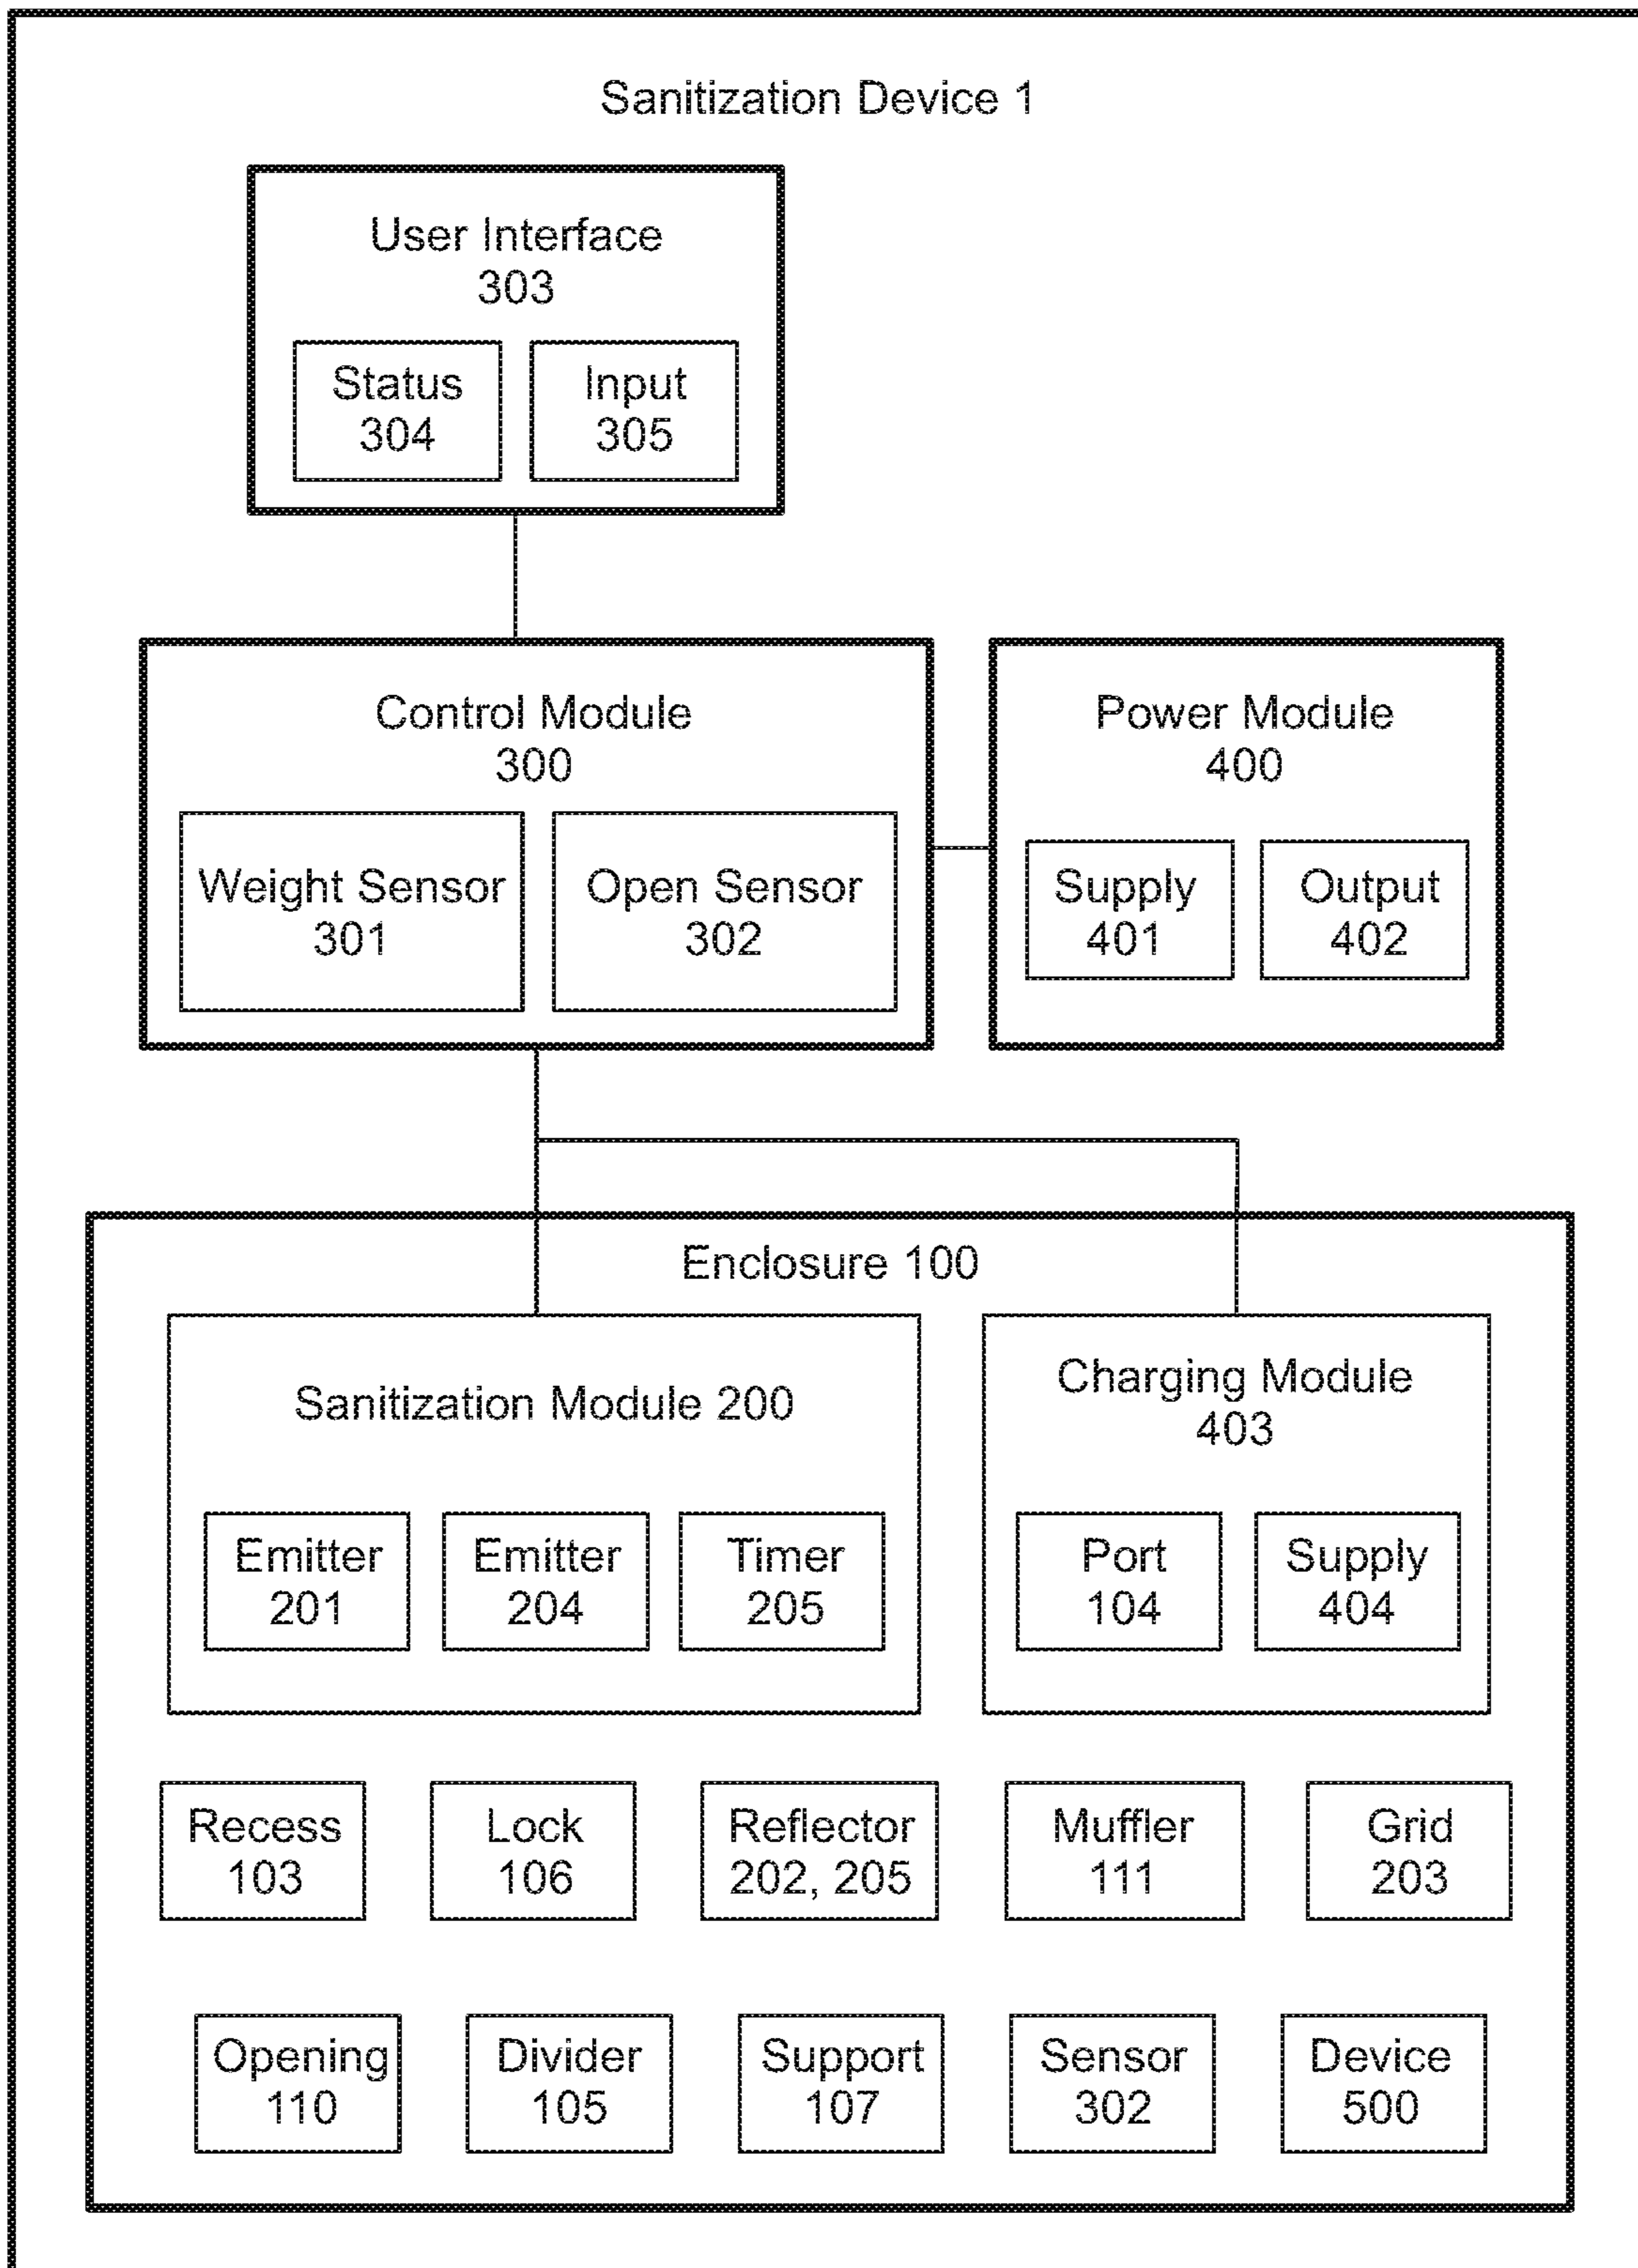 Sanitization Device 1
User Interface
303
Status
304
Input
305
Control Module
300
Weight Sensor
301
Open Sensor
302
Power Module
400
Supply
401
Output
402
Enclosure 100
Sanitization Module 200
Emitter
201
Emitter
204
Timer
205
Charging Module
403
Port
104
Supply
404
Recess
103
Lock
106
Reflector
202, 205
Muffler
111
Grid
203
Opening
110
Divider
105
Support
107
Sensor
302
Device
500